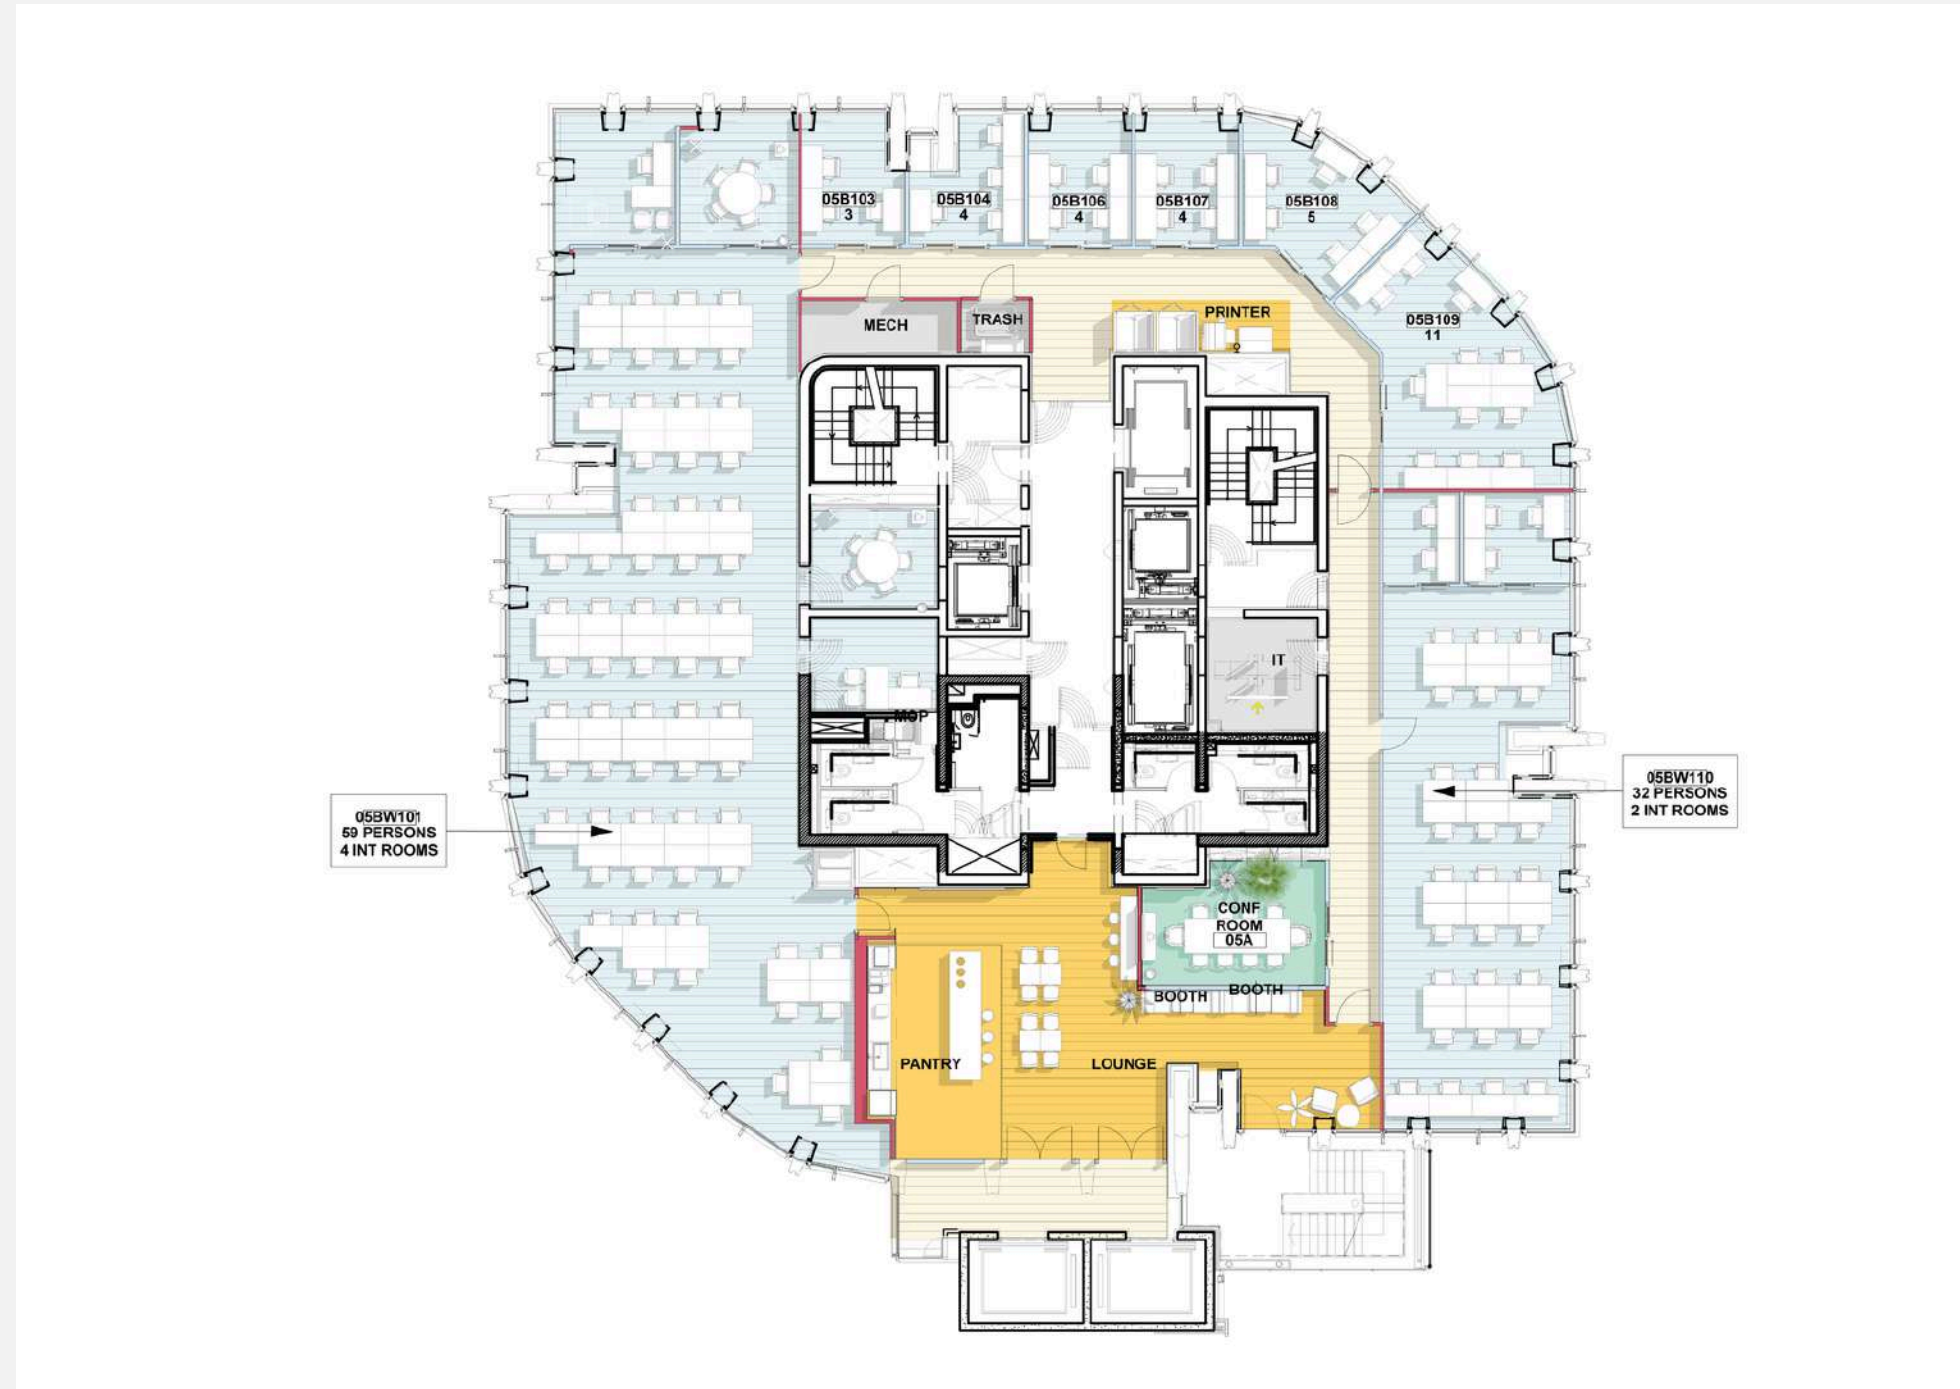 05B103
3
05B104
4
05B106
4
05B107
4
05B108
5
MECH
TRASH
PRINTER
05B109
11
IT
MOP
05BW101
59 PERSONS
4 INT ROOMS
05BW110
32 PERSONS
2 INT ROOMS
CONF
ROOM
05A
BOOTH
BOOTH
PANTRY
LOUNGE